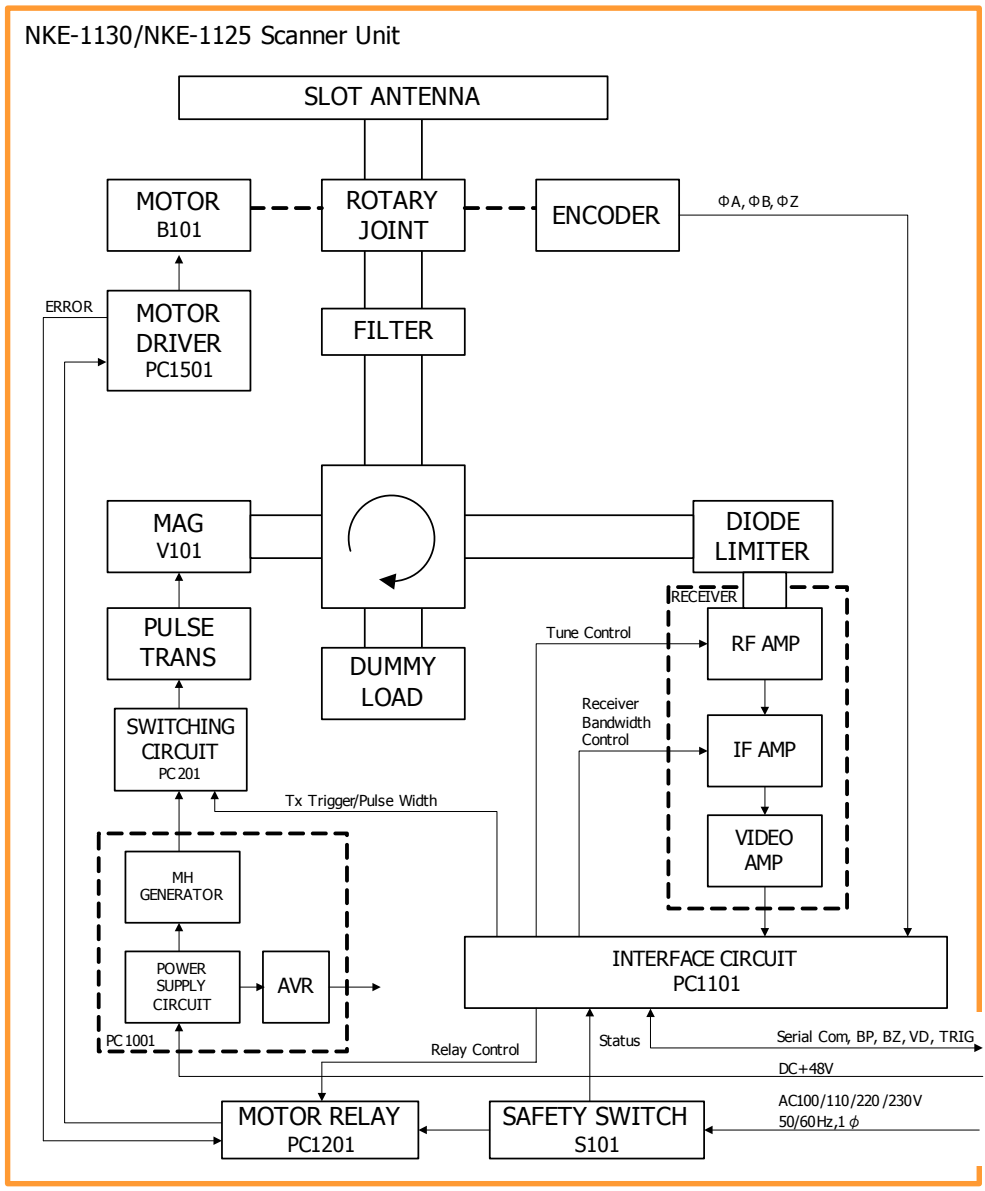 NKE-1130/NKE-1125 Scanner Unit
SLOT ANTENNA
MOTOR
B101
ROTARY
JOINT
ENCODER
ΦA, ΦB, ΦZ
ERROR
MOTOR
DRIVER
PC1501
FILTER
MAG
V101
DIODE
LIMITER
RECEIVER
PULSE
TRANS
Tune Control
RF AMP
DUMMY
LOAD
SWITCHING
CIRCUIT
PC201
Receiver
Bandwidth
Control
IF AMP
Tx Trigger/Pulse Width
VIDEO
AMP
MH
GENERATOR
POWER
SUPPLY
CIRCUIT
AVR
INTERFACE CIRCUIT
PC1101
PC1001
Relay Control
Status
Serial Com, BP, BZ, VD, TRIG
DC+48V
AC100/110/220/230V
50/60Hz,1φ
MOTOR RELAY
PC1201
SAFETY SWITCH
S101